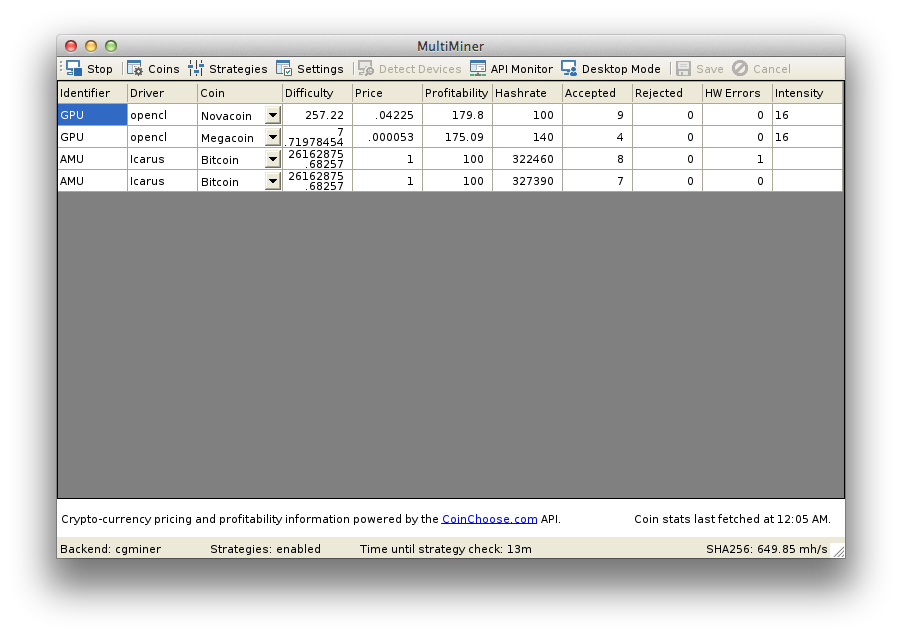 MultiMiner
Stop Coins Strategies Settings Detect Devices API Monitor Desktop Mode Save Cancel
Identifier Driver Coin Difficulty Price Profitability Hashrate Accepted Rejected HW Errors Intensity
GPU opencl Novacoin 257.22 .04225 179.8 100 9 0 0 16
GPU opencl Megacoin 7.71978454 .000053 175.09 140 4 0 0 16
AMU Icarus Bitcoin 26162875.68257 1 100 322460 8 0 1
AMU Icarus Bitcoin 26162875.68257 1 100 327390 7 0 0
Crypto-currency pricing and profitability information powered by the CoinChoose.com API. Coin stats last fetched at 12:05 AM.
Backend: cgminer Strategies: enabled Time until strategy check: 13m SHA256: 649.85 mh/s